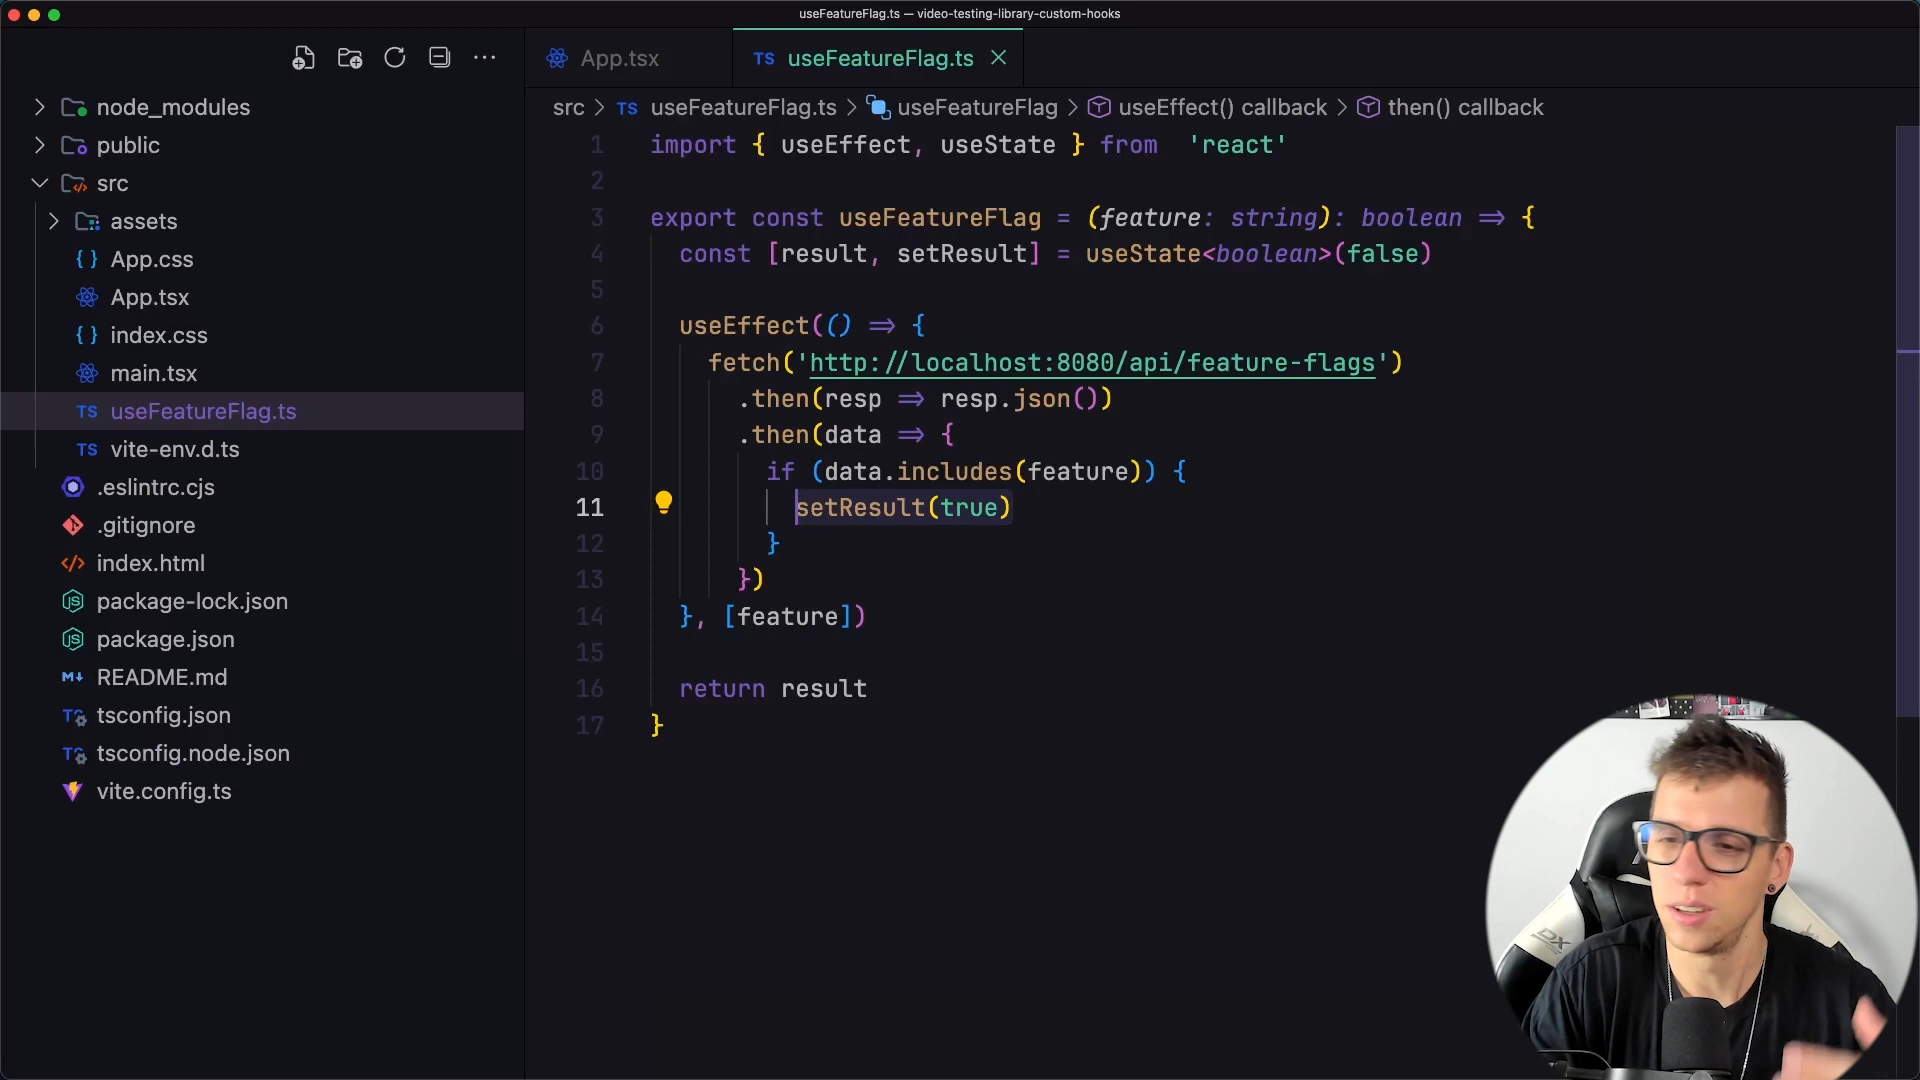 useFeatureFlag.ts — video-testing-library-custom-hooks
App.tsx
TS useFeatureFlag.ts
src > TS useFeatureFlag.ts > useFeatureFlag > useEffect() callback > then() callback
node_modules
public
src
assets
{} App.css
App.tsx
{} index.css
main.tsx
TS useFeatureFlag.ts
TS vite-env.d.ts
.eslintrc.cjs
.gitignore
</> index.html
JS package-lock.json
JS package.json
M↓ README.md
tsconfig.json
tsconfig.node.json
vite.config.ts
1 import { useEffect, useState } from  'react'
2
3 export const useFeatureFlag = (feature: string): boolean => {
4 const [result, setResult] = useState<boolean>(false)
5
6 useEffect(() => {
7 fetch('http://localhost:8080/api/feature-flags')
8 .then(resp => resp.json())
9 .then(data => {
10 if (data.includes(feature)) {
11 setResult(true)
12 }
13 })
14 }, [feature])
15
16 return result
17 }
DX